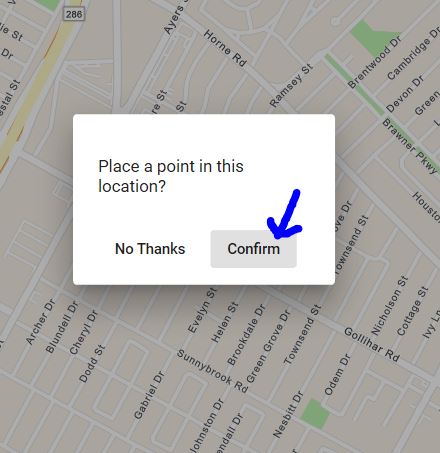 286
Ayers S
Horne Rd
Ramsey St
Brentwood Dr
Cambridge Dr
Devon Dr
Green
Brawner Pkwy
Housto
Place a point in this
location?
No Thanks
Confirm
ove Dr
Townsend St
Nicholson St
Cottage St
Ivy Ln
Archer Dr
Blundell Dr
Cheryl Dr
Dodd St
Evelyn St
Helen St
Brookdale Dr
Green Grove Dr
Townsend St
Gollihar Rd
Sunnybrook Rd
Gabriel Dr
Johnston Dr
endall Dr
Nesbitt Dr
Odem Dr